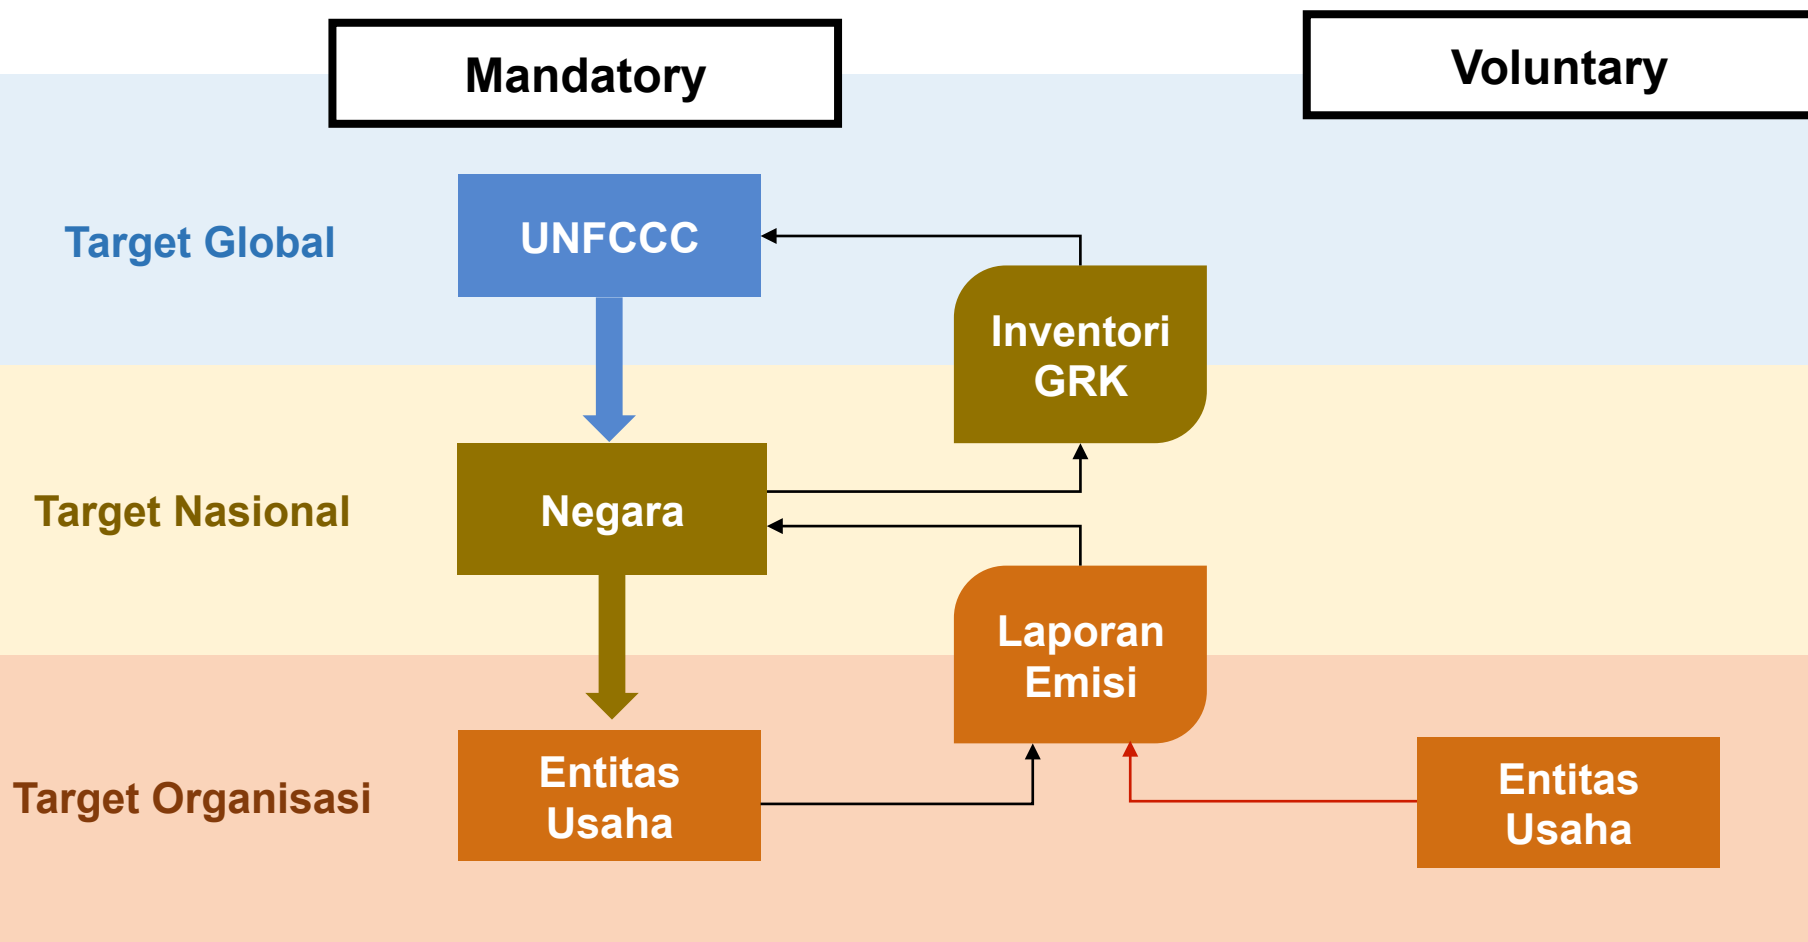 Mandatory
Voluntary
Target Global
UNFCCC
Inventori
GRK
Target Nasional
Negara
Laporan
Emisi
Target Organisasi
Entitas
Usaha
Entitas
Usaha